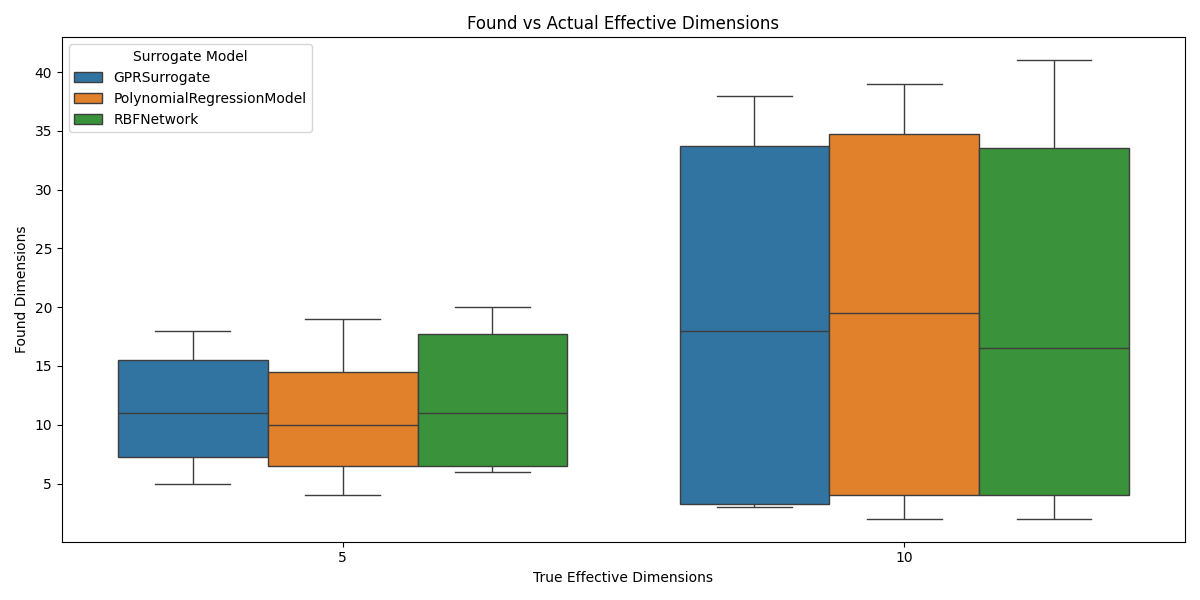 Found vs Actual Effective Dimensions
Surrogate Model
GPRSurrogate
PolynomialRegressionModel
RBFNetwork
Found Dimensions
40
35
30
25
20
15
10
5
5
10
True Effective Dimensions